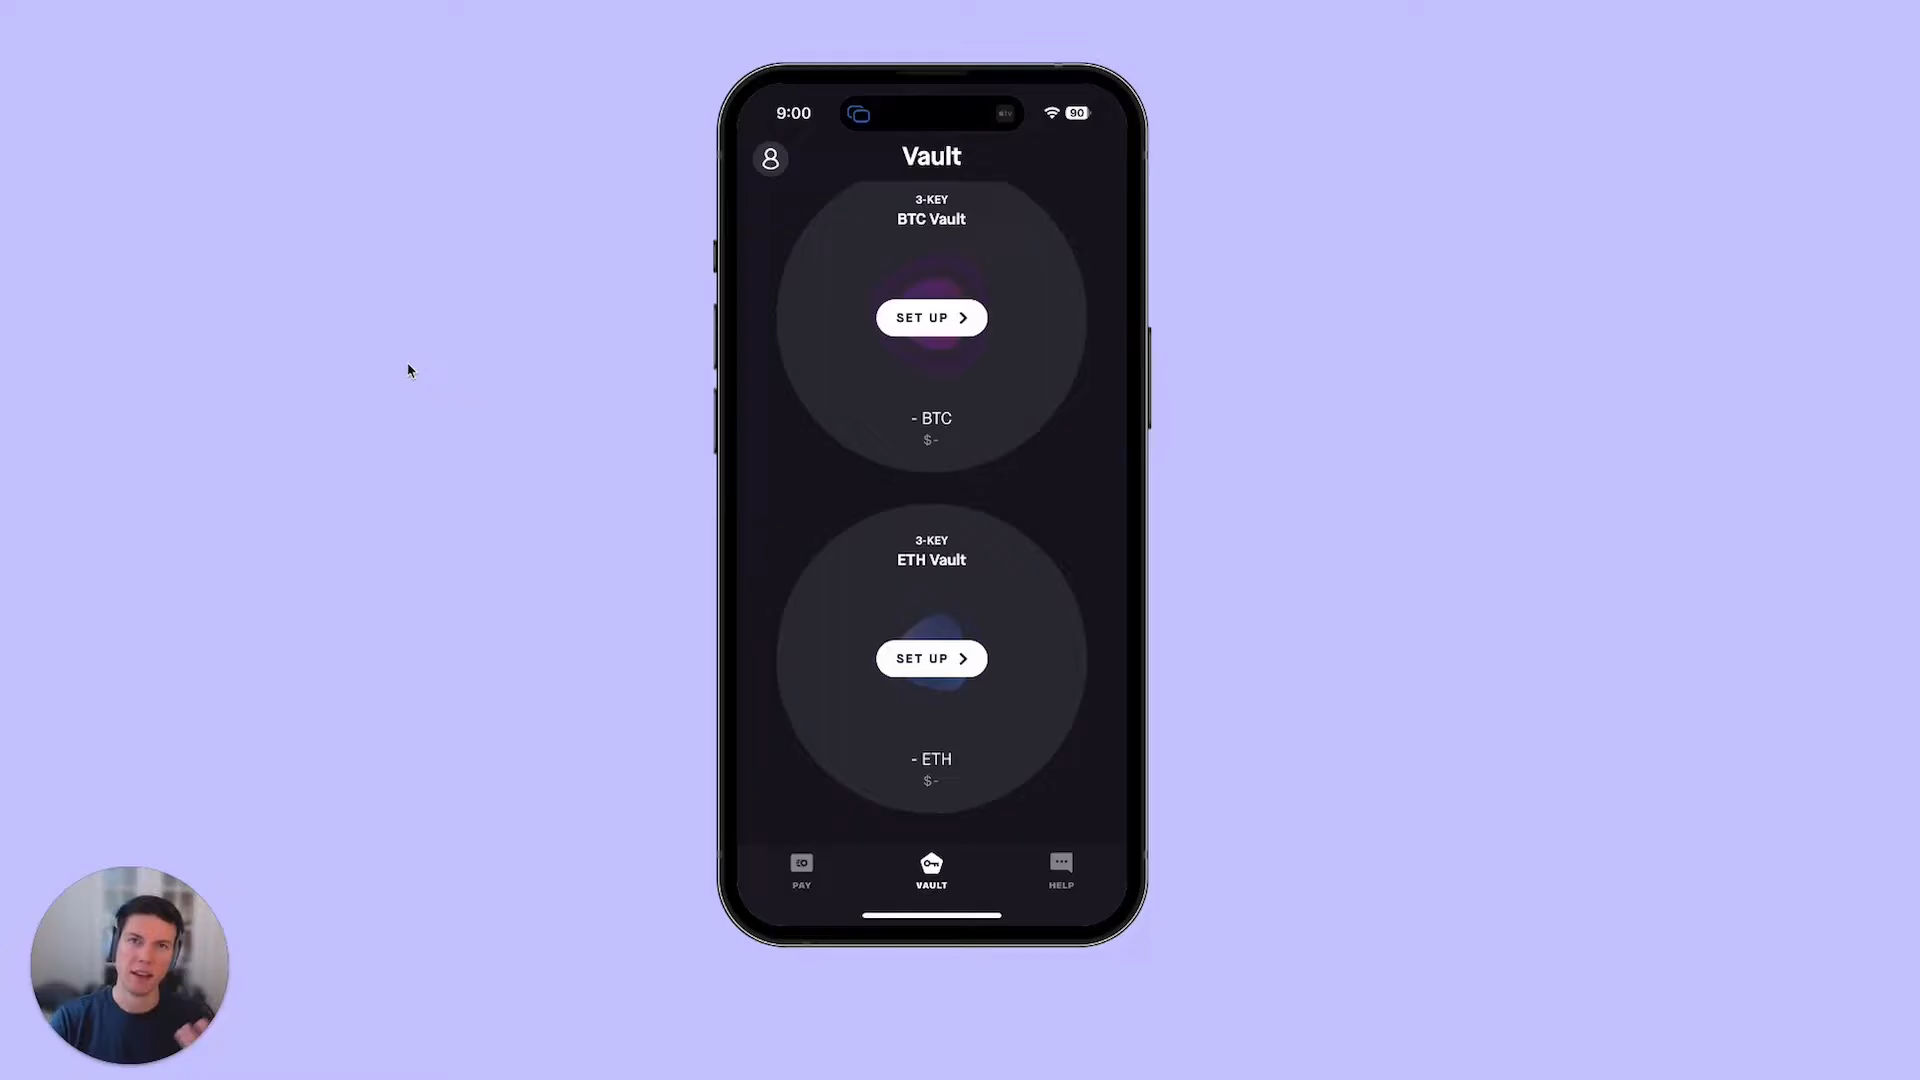 9:00
90
Vault
3-KEY
BTC Vault
SET UP
- BTC
$-
3-KEY
ETH Vault
SET UP
- ETH
$-
PAY
VAULT
HELP